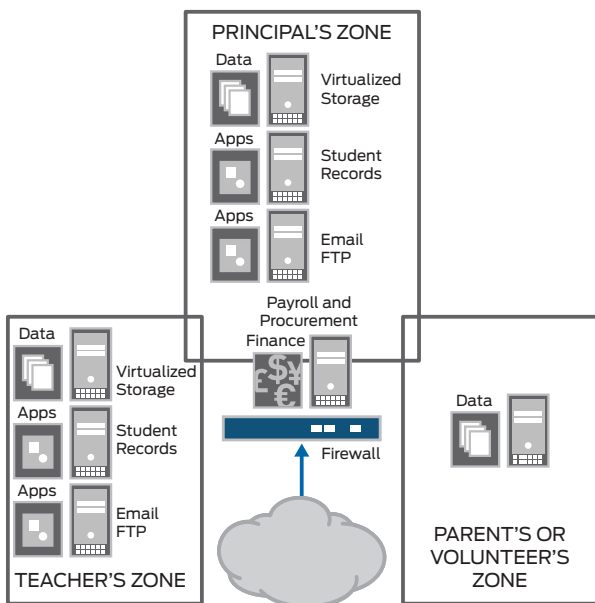 PRINCIPAL'S ZONE
Data
Virtualized
Storage
Apps
Student
Records
Apps
Email
FTP
Payroll and
Procurement
Finance
£$¥€
Firewall
Data
Virtualized
Storage
Apps
Student
Records
Apps
Email
FTP
TEACHER'S ZONE
Data
PARENT'S OR
VOLUNTEER'S
ZONE